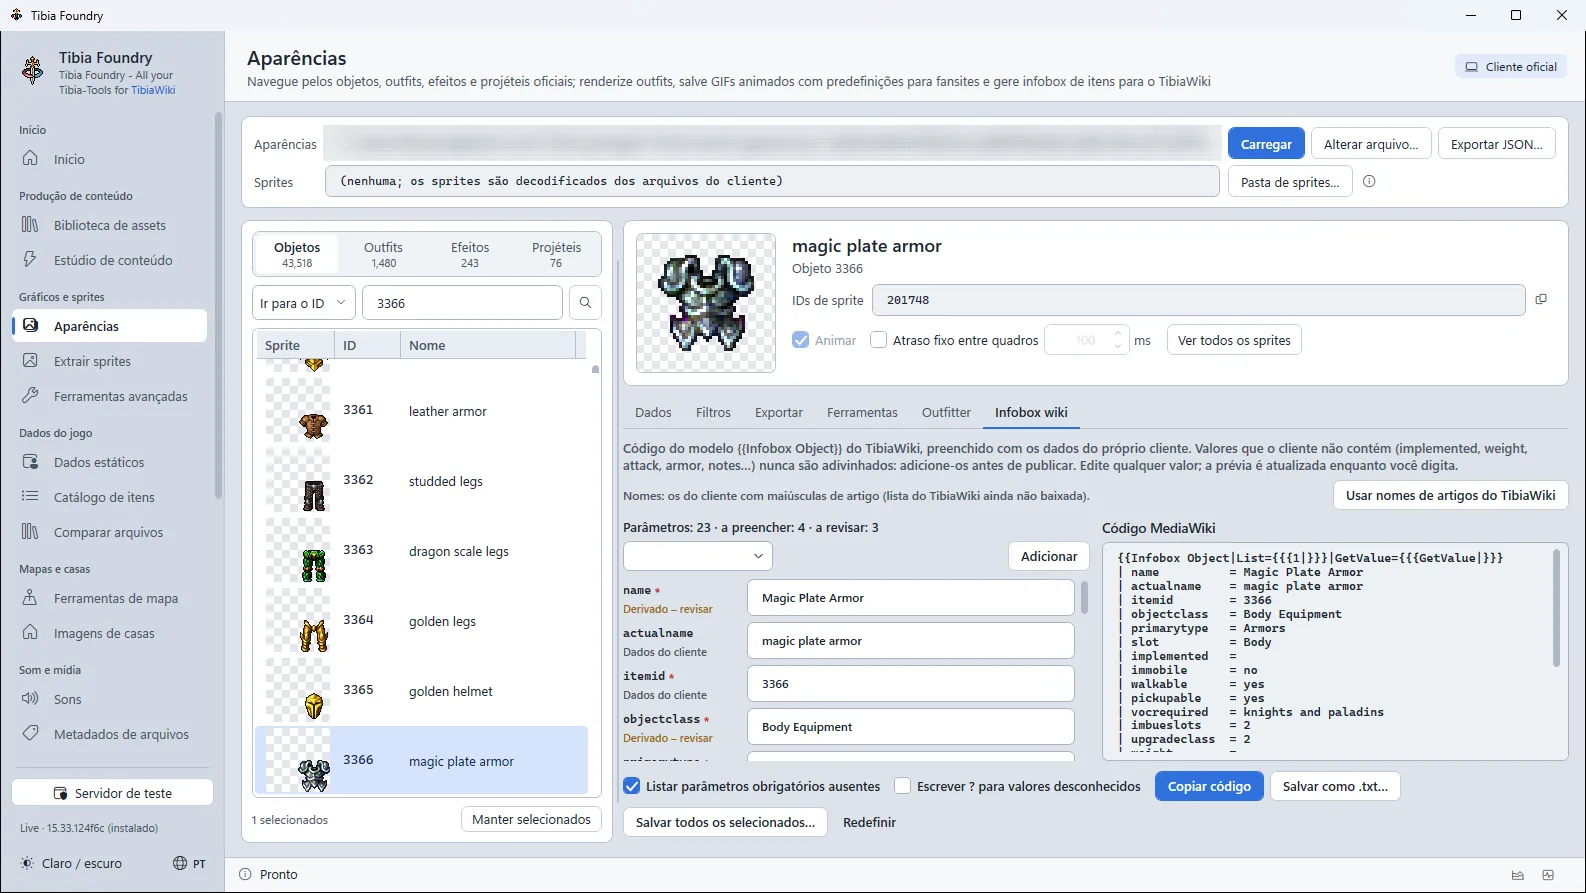 Tibia Foundry
Tibia Foundry
Tibia Foundry - All your
Tibia-Tools for TibiaWiki
Início
Início
Produção de conteúdo
Biblioteca de assets
Estúdio de conteúdo
Gráficos e sprites
Aparências
Extrair sprites
Ferramentas avançadas
Dados do jogo
Dados estáticos
Catálogo de itens
Comparar arquivos
Mapas e casas
Ferramentas de mapa
Imagens de casas
Som e mídia
Sons
Metadados de arquivos
Servidor de teste
Live · 15.33.124f6c (instalado)
Claro / escuro
PT
Aparências
Navegue pelos objetos, outfits, efeitos e projéteis oficiais; renderize outfits, salve GIFs animados com predefinições para fansites e gere infobox de itens para o TibiaWiki
Cliente oficial
Aparências
Carregar
Alterar arquivo...
Exportar JSON...
Sprites
(nenhuma; os sprites são decodificados dos arquivos do cliente)
Pasta de sprites...
Objetos
43,518
Outfits
1,480
Efeitos
243
Projéteis
76
Ir para o ID
3366
Sprite
ID
Nome
3361
leather armor
3362
studded legs
3363
dragon scale legs
3364
golden legs
3365
golden helmet
3366
magic plate armor
1 selecionados
Manter selecionados
magic plate armor
Objeto 3366
IDs de sprite
201748
Animar
Atraso fixo entre quadros
100
ms
Ver todos os sprites
Dados
Filtros
Exportar
Ferramentas
Outfitter
Infobox wiki
Código do modelo {{Infobox Object}} do TibiaWiki, preenchido com os dados do próprio cliente. Valores que o cliente não contém (implemented, weight,
attack, armor, notes...) nunca são adivinhados: adicione-os antes de publicar. Edite qualquer valor; a prévia é atualizada enquanto você digita.
Nomes: os do cliente com maiúsculas de artigo (lista do TibiaWiki ainda não baixada).
Usar nomes de artigos do TibiaWiki
Parâmetros: 23 · a preencher: 4 · a revisar: 3
Adicionar
name *
Derivado – revisar
Magic Plate Armor
actualname
Dados do cliente
magic plate armor
itemid *
Dados do cliente
3366
objectclass *
Derivado – revisar
Body Equipment
Código MediaWiki
{{Infobox Object|List={{{1|}}}|GetValue={{{GetValue|}}}
| name = Magic Plate Armor
| actualname = magic plate armor
| itemid = 3366
| objectclass = Body Equipment
| primarytype = Armors
| slot = Body
| implemented =
| immobile = no
| walkable = yes
| pickupable = yes
| vocrequired = knights and paladins
| imbueslots = 2
| upgradeclass = 2
Listar parâmetros obrigatórios ausentes
Escrever ? para valores desconhecidos
Copiar código
Salvar como .txt...
Salvar todos os selecionados...
Redefinir
Pronto